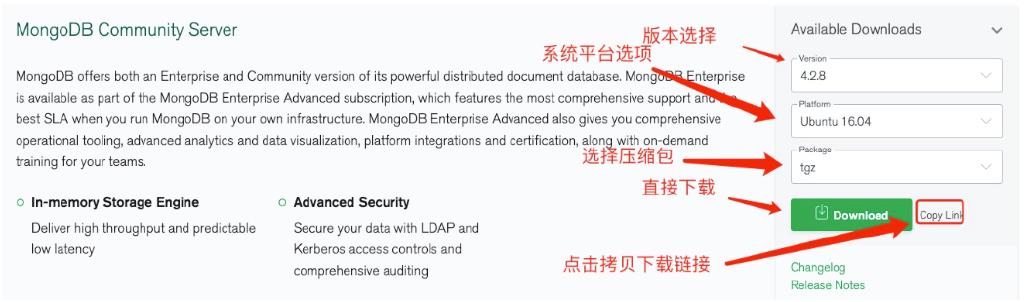 MongoDB Community Server
MongoDB offers both an Enterprise and Community version of its powerful distributed document database. MongoDB Enterprise
is available as part of the MongoDB Enterprise Advanced subscription, which features the most comprehensive support and the
best SLA when you run MongoDB on your own infrastructure. MongoDB Enterprise Advanced also gives you comprehensive
operational tooling, advanced analytics and data visualization, platform integrations and certification, along with on-demand
training for your teams.
In-memory Storage Engine
Deliver high throughput and predictable
low latency
Advanced Security
Secure your data with LDAP and
Kerberos access controls and
comprehensive auditing
版本选择
系统平台选项
选择压缩包
直接下载
点击拷贝下载链接
Available Downloads
Version
4.2.8
Platform
Ubuntu 16.04
Package
tgz
Download
Copy Link
Changelog
Release Notes